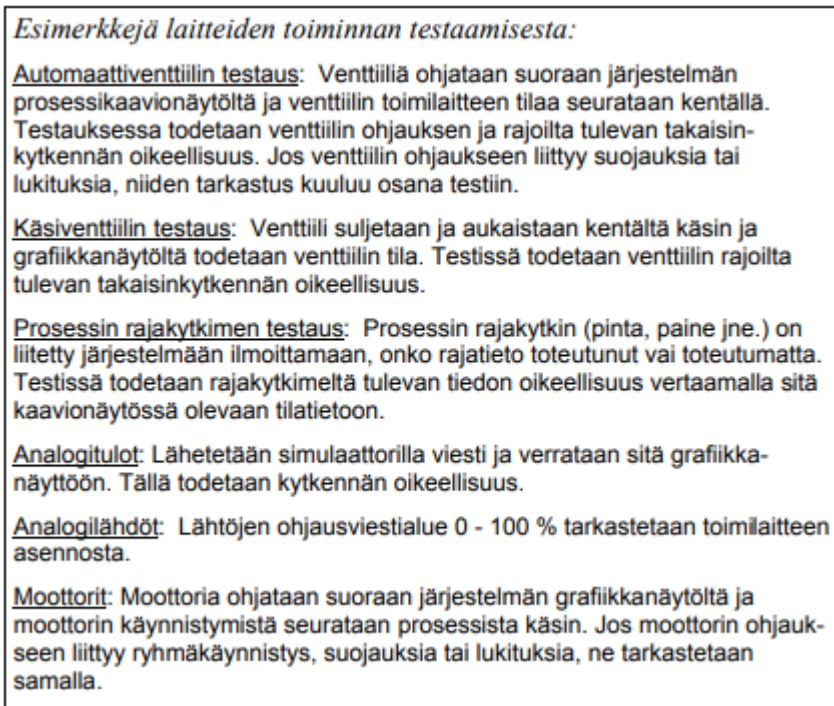 Esimerkkejä laitteiden toiminnan testaamisesta:
Automaattiventtiilin testaus: Venttiiliä ohjataan suoraan järjestelmän
prosessikaavionäytöltä ja venttiilin toimilaitteen tilaa seurataan kentällä.
Testauksessa todetaan venttiilin ohjauksen ja rajoilta tulevan takaisin-
kytkennän oikeellisuus. Jos venttiilin ohjaukseen liittyy suojauksia tai
lukituksia, niiden tarkastus kuuluu osana testiin.
Käsiventtiilin testaus: Venttiili suljetaan ja aukaistaan kentältä käsin ja
grafiikkanäytöltä todetaan venttiilin tila. Testissä todetaan venttiilin rajoilta
tulevan takaisinkytkennän oikeellisuus.
Prosessin rajakytkimen testaus: Prosessin rajakytkin (pinta, paine jne.) on
liitetty järjestelmään ilmoittamaan, onko rajatieto toteutunut vai toteutumatta.
Testissä todetaan rajakytkimeltä tulevan tiedon oikeellisuus vertaamalla sitä
kaavionäytössä olevaan tilatietoon.
Analogitulot: Lähetetään simulaattorilla viesti ja verrataan sitä grafiikka-
näyttöön. Tällä todetaan kytkennän oikeellisuus.
Analogilähdöt: Lähtöjen ohjausviestialue 0 - 100 % tarkastetaan toimilaitteen
asennosta.
Moottorit: Moottoria ohjataan suoraan järjestelmän grafiikkanäytöltä ja
moottorin käynnistymistä seurataan prosessista käsin. Jos moottorin ohjauk-
seen liittyy ryhmäkäynnistys, suojauksia tai lukituksia, ne tarkastetaan
samalla.